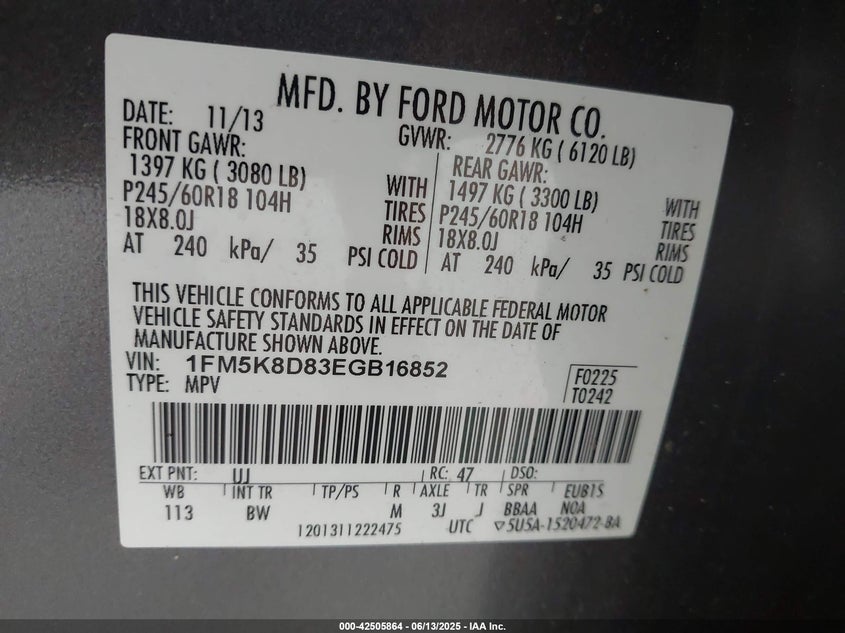 MFD. BY FORD MOTOR CO.
DATE: 11/13
GVWR: 2776 KG ( 6120 LB)
FRONT GAWR:
1397 KG ( 3080 LB)
P245/60R18 104H
18X8.0J
AT 240 kPa/ 35 PSI COLD
WITH
TIRES
RIMS
REAR GAWR:
1497 KG ( 3300 LB)
P245/60R18 104H
18X8.0J
AT 240 kPa/ 35 PSI COLD
WITH
TIRES
RIMS
THIS VEHICLE CONFORMS TO ALL APPLICABLE FEDERAL MOTOR
VEHICLE SAFETY STANDARDS IN EFFECT ON THE DATE OF
MANUFACTURE SHOWN ABOVE.
VIN: 1FM5K8D83EGB16852
TYPE: MPV
F0225
T0242
EXT PNT: UJ RC: 47 DSO:
WB INT TR TP/PS R AXLE TR SPR EUB1S
113 BW M 3J J BBAA NOA
1201311222475 UTC ▽5U5A-1520472-BA
000-42505864 - 06/13/2025 - IAA Inc.